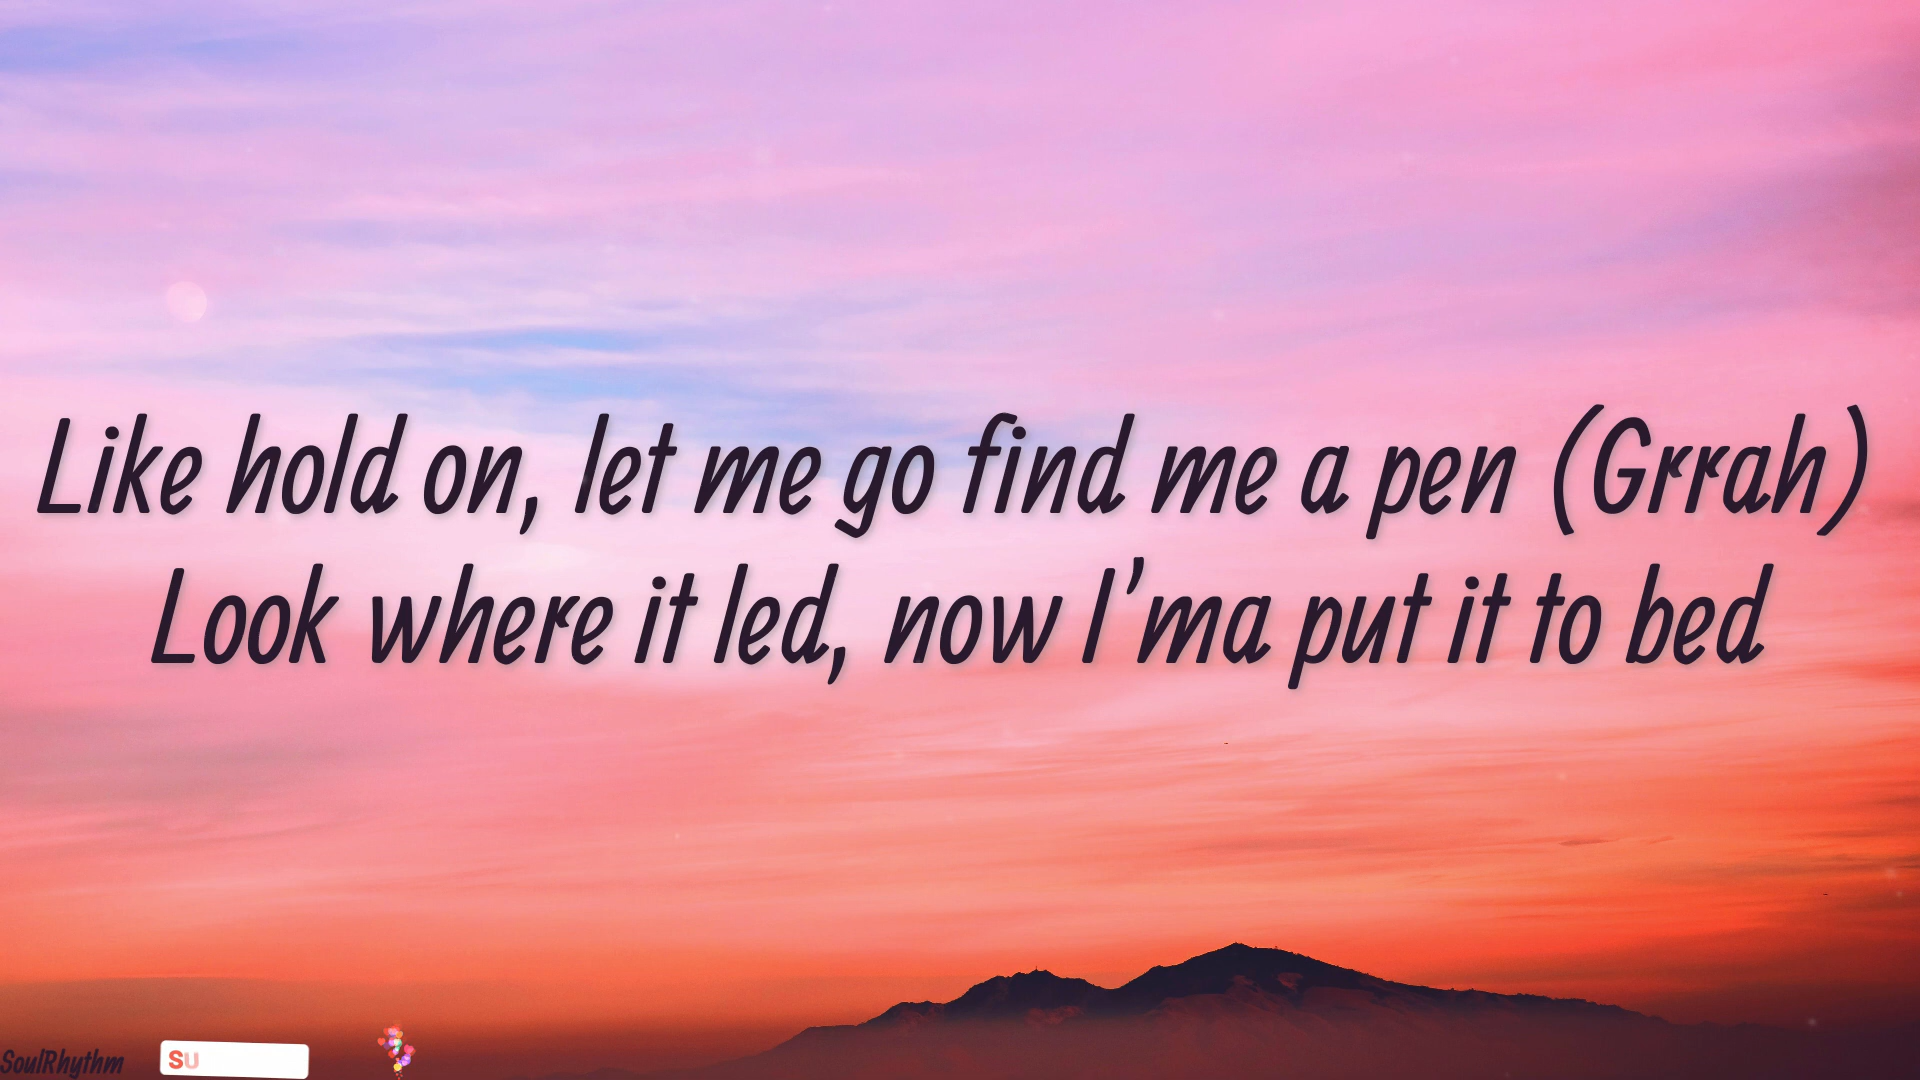 Like hold on, let me go find me a pen (Grrah)
Look where it led, now I'ma put it to bed
SoulRhythm
SU